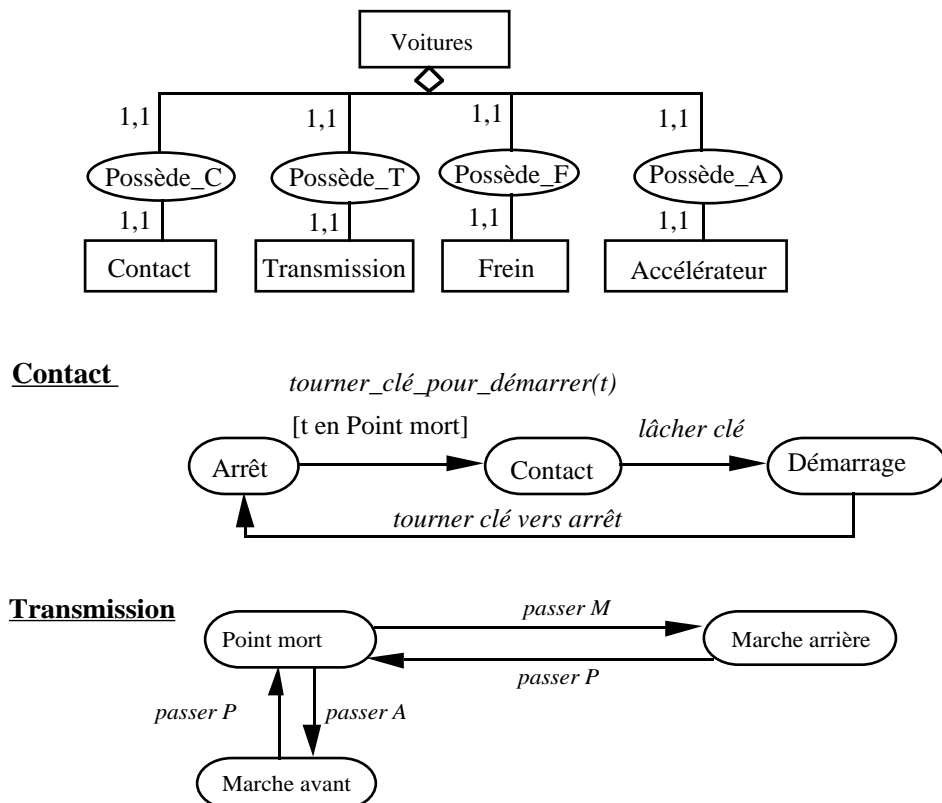 Voitures
1,1 1,1 1,1 1,1
Possède_C Possède_T Possède_F Possède_A
1,1 1,1 1,1 1,1
Contact Transmission Frein Accélérateur
Contact
tourner_clé_pour_démarrer(t)
[t en Point mort] lâcher clé
Arrêt Contact Démarrage
tourner clé vers arrêt
Transmission
passer M
Point mort Marche arrière
passer P
passer P passer A
Marche avant